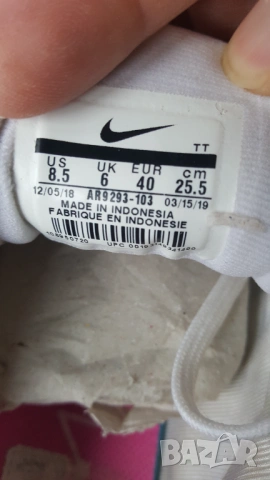 TT
US UK EUR cm
8.5 6 40 25.5
12/05/18 AR9293-103 03/15/19
MADE IN INDONESIA
FABRIQUE EN INDONESIE
UPC
bazar